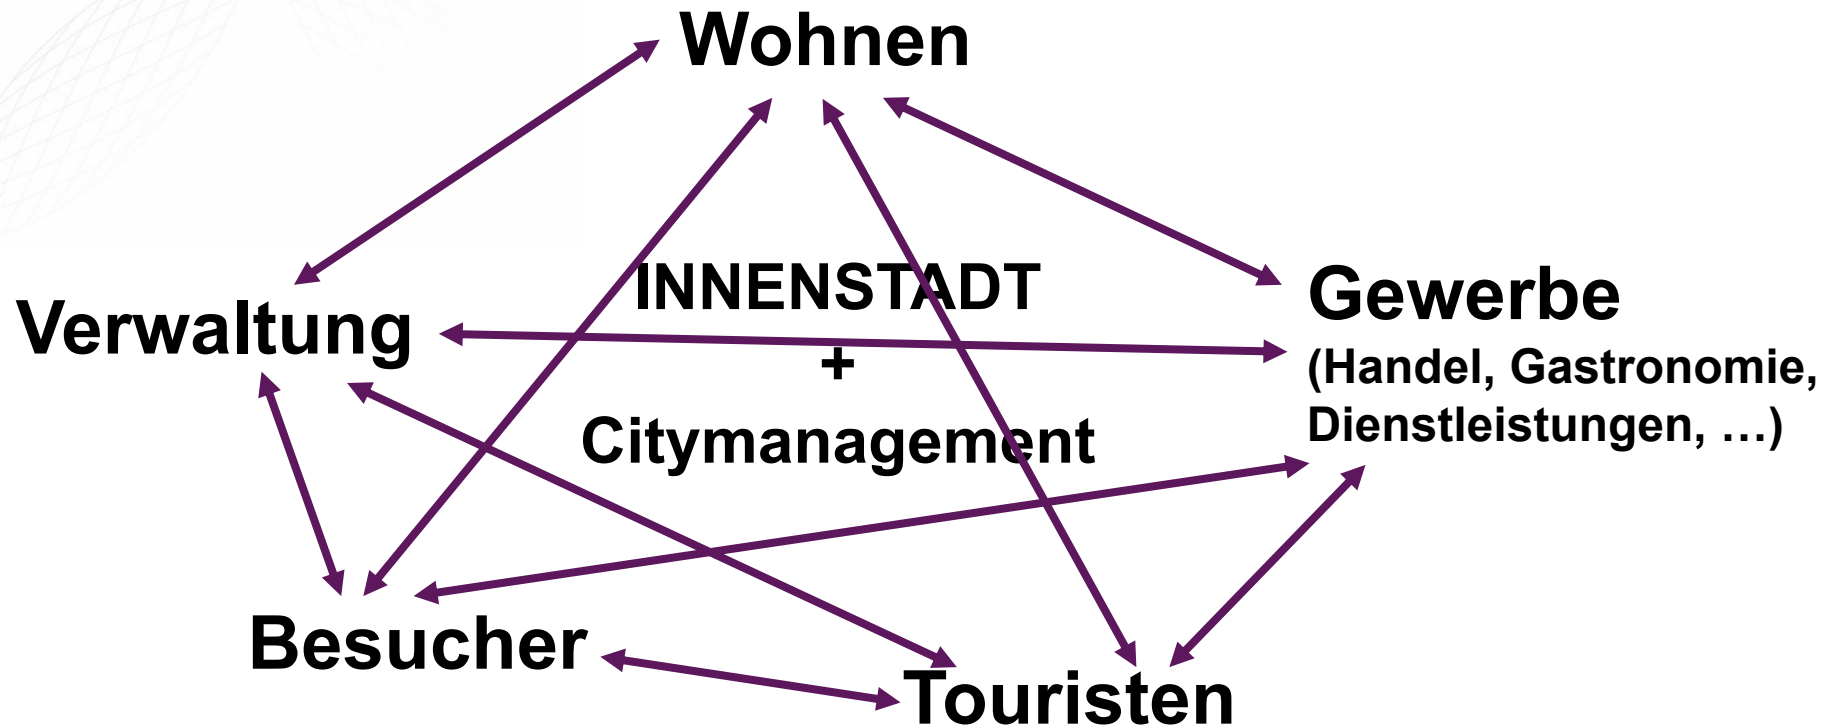 Wohnen
INNENSTADT
+
Citymanagement
Verwaltung
Gewerbe
(Handel, Gastronomie,
Dienstleistungen, …)
Besucher
Touristen